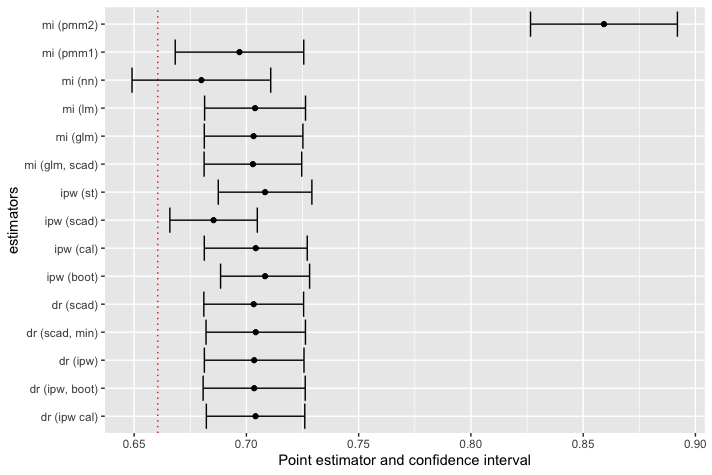 mi (pmm2)
mi (pmm1)
mi (nn)
mi (lm)
mi (glm)
mi (glm, scad)
ipw (st)
ipw (scad)
ipw (cal)
ipw (boot)
dr (scad)
dr (scad, min)
dr (ipw)
dr (ipw, boot)
dr (ipw cal)
estimators
0.65 0.70 0.75 0.80 0.85 0.90
Point estimator and confidence interval